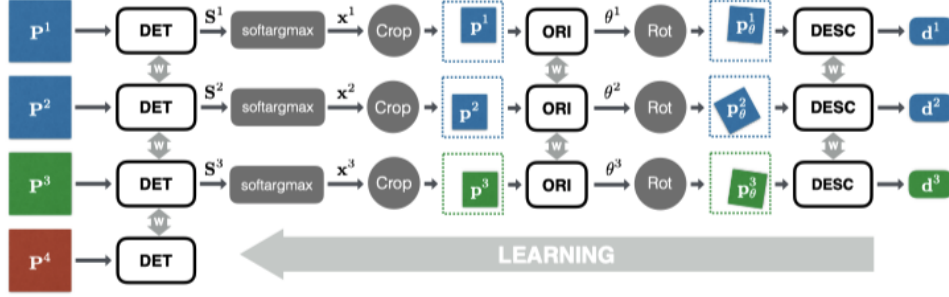 P¹ DET S¹ softargmax x¹ Crop p¹ ORI θ¹ Rot p¹θ DESC d¹
W W W
P² DET S² softargmax x² Crop p² ORI θ² Rot p²θ DESC d²
W W W
P³ DET S³ softargmax x³ Crop p³ ORI θ³ Rot p³θ DESC d³
W
P⁴ DET LEARNING